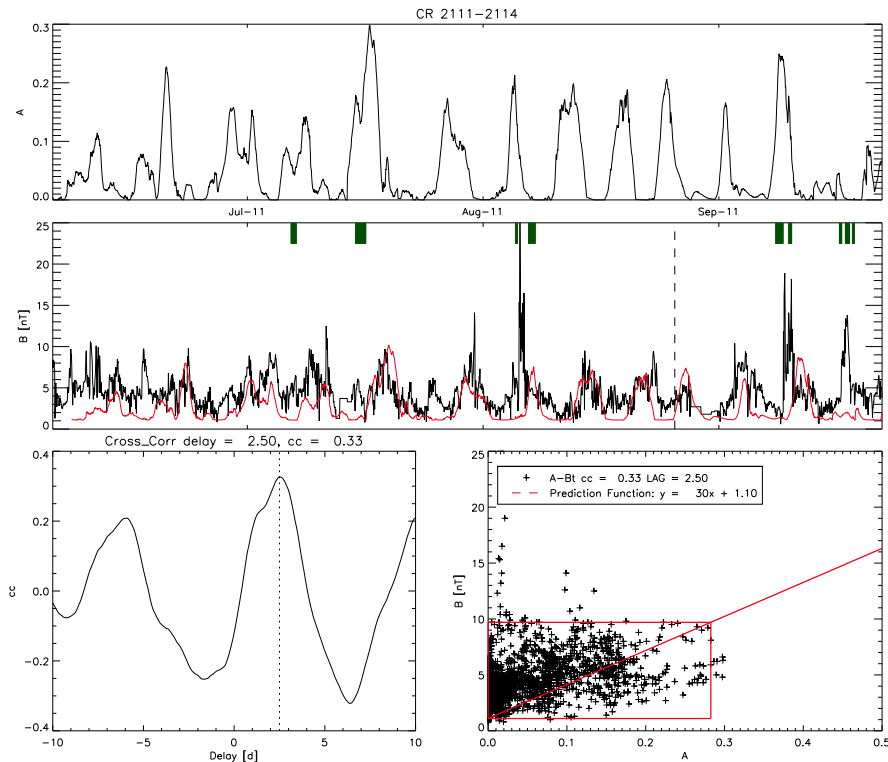 CR 2111-2114
0.3
0.2
A
0.1
0.0
Jul-11 Aug-11 Sep-11
25
20
15
B [nT]
10
5
0
Cross_Corr delay = 2.50, cc = 0.33
0.4
0.2
0.0
cc
-0.2
-0.4
-10 -5 0 5 10
Delay [d]
25
A-Bt cc = 0.33 LAG = 2.50
Prediction Function: y = 30x + 1.10
20
15
B [nT]
10
5
0
0.0 0.1 0.2 0.3 0.4 0.5
A